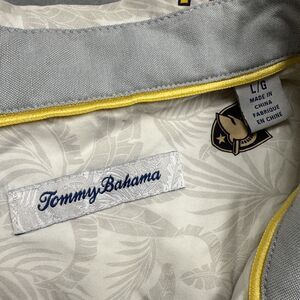 L/G
MADE IN
CHINA
FABRIQUÉ
EN CHINE
Tommy Bahama